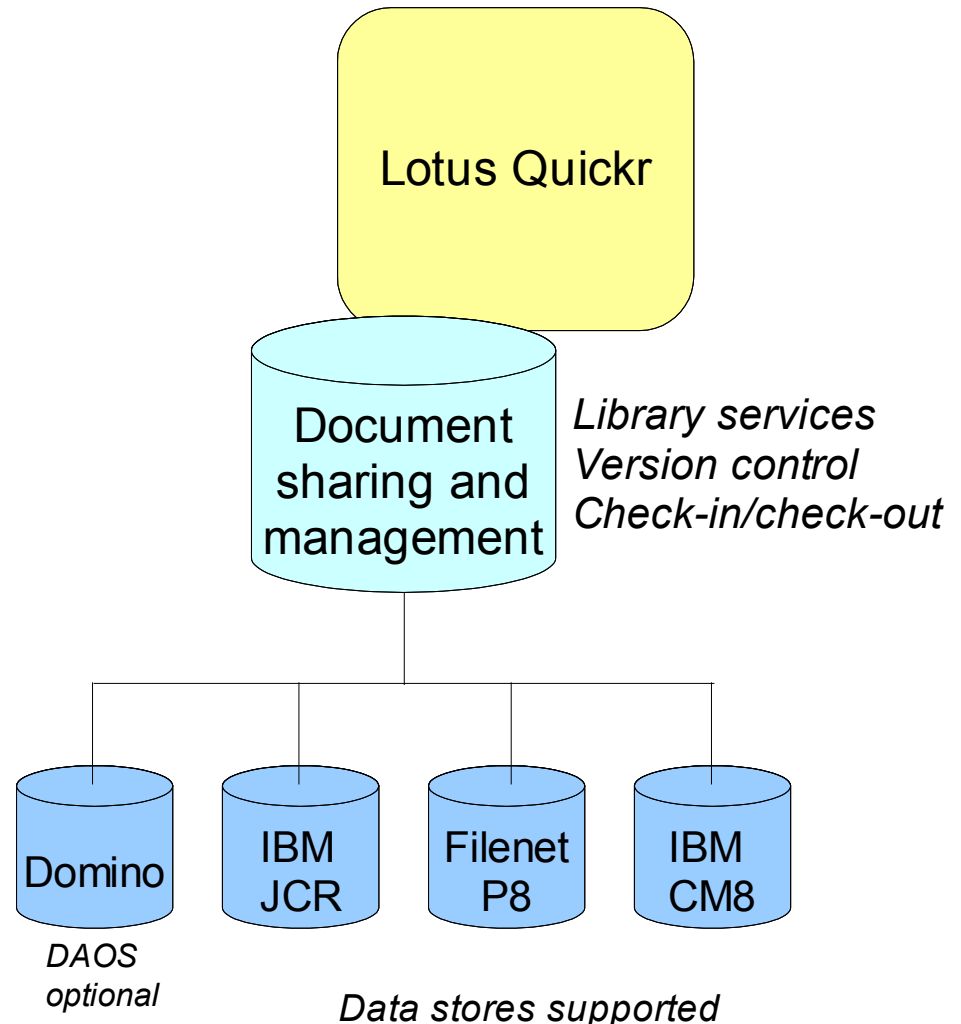 Lotus Quickr
Document
sharing and
management
Library services
Version control
Check-in/check-out
Domino
IBM
JCR
Filenet
P8
IBM
CM8
DAOS
optional
Data stores supported